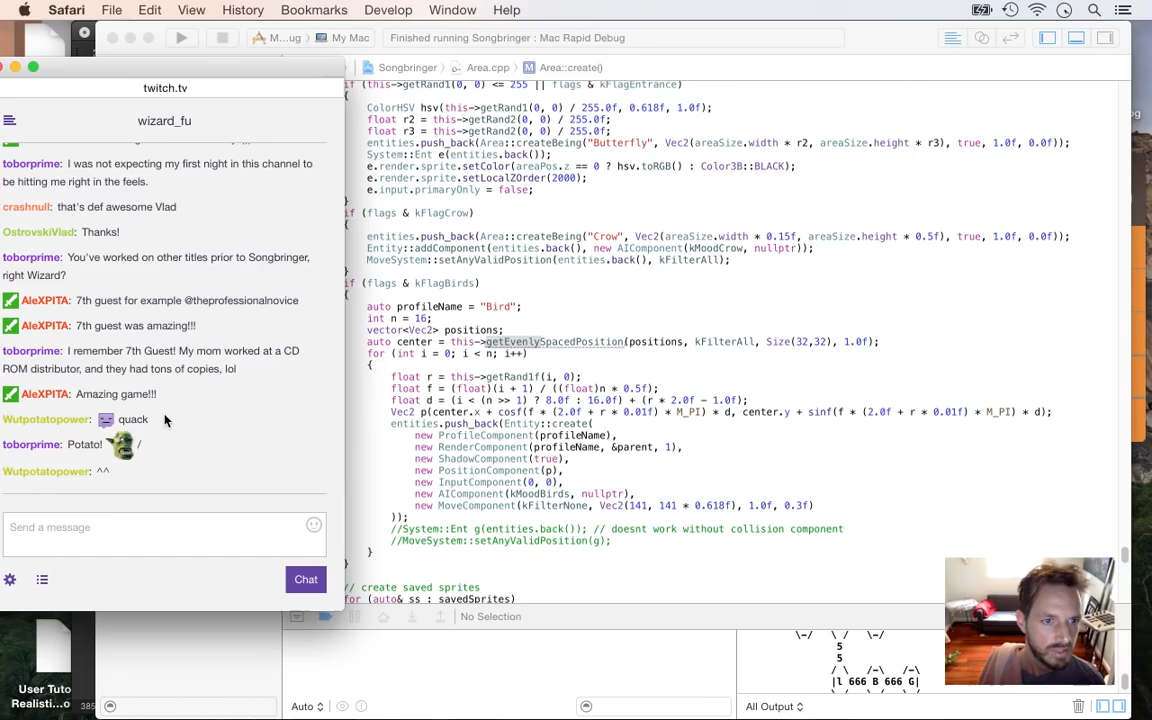 Safari File Edit View History Bookmarks Develop Window Help
M...ug My Mac
Finished running Songbringer : Mac Rapid Debug
Songbringer Area.cpp M Area::create()
twitch.tv
wizard_fu
toborprime: I was not expecting my first night in this channel to
be hitting me right in the feels.
crashnull: that's def awesome Vlad
OstrovskiVlad: Thanks!
toborprime: You've worked on other titles prior to Songbringer,
right Wizard?
AleXPITA: 7th guest for example @theprofessionalnovice
AleXPITA: 7th guest was amazing!!!
toborprime: I remember 7th Guest! My mom worked at a CD
ROM distributor, and they had tons of copies, lol
AleXPITA: Amazing game!!!
Wutpotatopower: quack
toborprime: Potato! /
Wutpotatopower: ^^
Send a message
Chat
if (this->getRand1(0, 0) <= 255 || flags & kFlagEntrance)
{
ColorHSV hsv(this->getRand1(0, 0) / 255.0f, 0.618f, 1.0f);
float r2 = this->getRand2(0, 0) / 255.0f;
float r3 = this->getRand2(0, 0) / 255.0f;
entities.push_back(Area::createBeing("Butterfly", Vec2(areaSize.width * r2, areaSize.height * r3), true, 1.0f, 0.0f));
System::Ent e(entities.back());
e.render.sprite.setColor(areaPos.z == 0 ? hsv.toRGB() : Color3B::BLACK);
e.render.sprite.setLocalZOrder(2000);
e.input.primaryOnly = false;
}
if (flags & kFlagCrow)
{
entities.push_back(Area::createBeing("Crow", Vec2(areaSize.width * 0.15f, areaSize.height * 0.5f), true, 1.0f, 0.0f));
Entity::addComponent(entities.back(), new AIComponent(kMoodCrow, nullptr));
MoveSystem::setAnyValidPosition(entities.back(), kFilterAll);
}
if (flags & kFlagBirds)
{
auto profileName = "Bird";
int n = 16;
vector<Vec2> positions;
auto center = this->getEvenlySpacedPosition(positions, kFilterAll, Size(32,32), 1.0f);
for (int i = 0; i < n; i++)
{
float r = this->getRand1f(i, 0);
float f = (float)(i + 1) / ((float)n * 0.5f);
float d = (i < (n >> 1) ? 8.0f : 16.0f) + (r * 2.0f - 1.0f);
Vec2 p(center.x + cosf(f * (2.0f + r * 0.01f) * M_PI) * d, center.y + sinf(f * (2.0f + r * 0.01f) * M_PI) * d);
entities.push_back(Entity::create(
new ProfileComponent(profileName),
new RenderComponent(profileName, &parent, 1),
new ShadowComponent(true),
new PositionComponent(p),
new InputComponent(0, 0),
new AIComponent(kMoodBirds, nullptr),
new MoveComponent(kFilterNone, Vec2(141, 141 * 0.618f), 1.0f, 0.3f)
));
//System::Ent g(entities.back()); // doesnt work without collision component
//MoveSystem::setAnyValidPosition(g);
}
}
// create saved sprites
for (auto& ss : savedSprites)
No Selection
\-/ \ / \-/
5
5
/ \ /-\ /-\
|l 666 B 666 G|
User Tuto
Realisti...
385
Auto
All Output